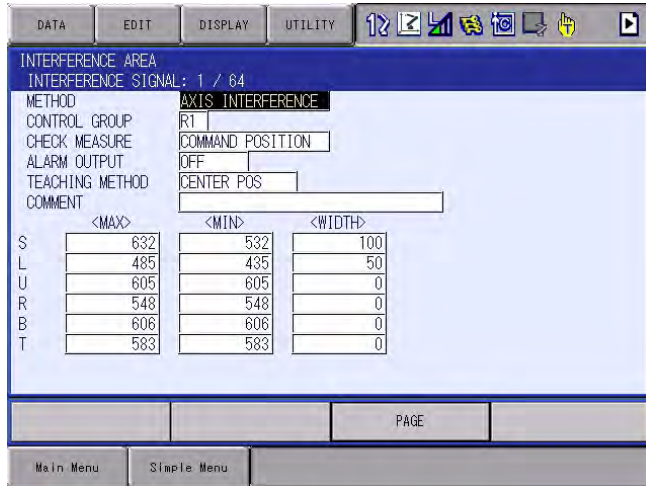 DATA EDIT DISPLAY UTILITY
INTERFERENCE AREA
INTERFERENCE SIGNAL: 1 / 64
METHOD AXIS INTERFERENCE
CONTROL GROUP R1
CHECK MEASURE COMMAND POSITION
ALARM OUTPUT OFF
TEACHING METHOD CENTER POS
COMMENT
<MAX> <MIN> <WIDTH>
S 632 532 100
L 485 435 50
U 605 605 0
R 548 548 0
B 606 606 0
T 583 583 0
PAGE
Main Menu Simple Menu